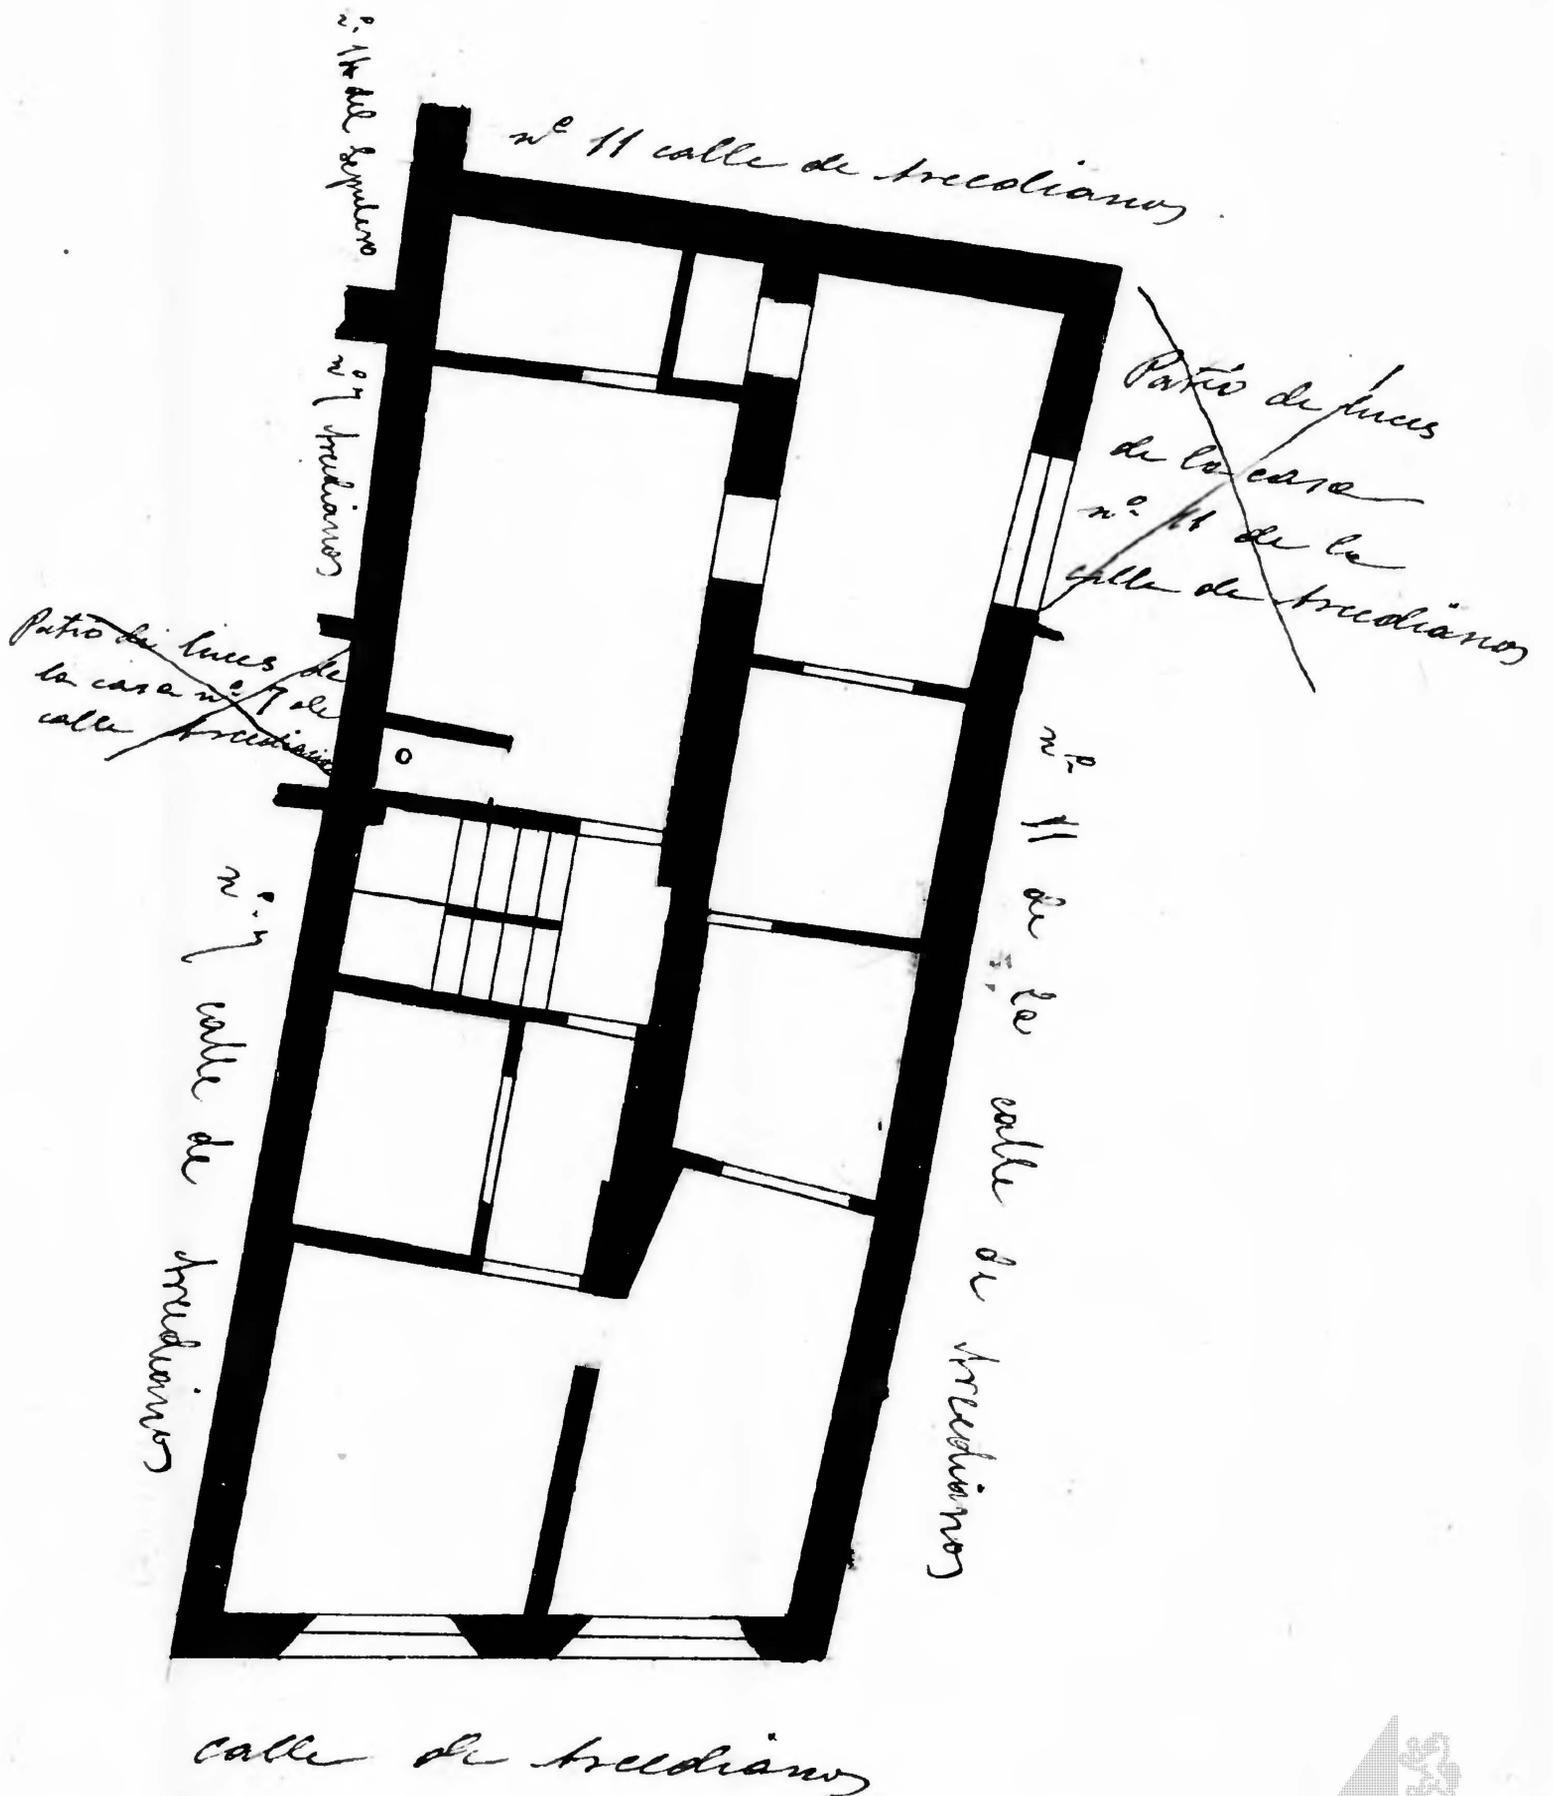 nº 14 del Sepulcro
nº 11 calle de Arcedianos
nº 7 Arcedianos
Patio de luces
de la casa
nº 11 de la
calle de Arcedianos
Patio de luces de
la casa nº 7 de
calle Arcedianos
nº 7 calle de Arcedianos
nº 11 de la calle de Arcedianos
calle de Arcedianos